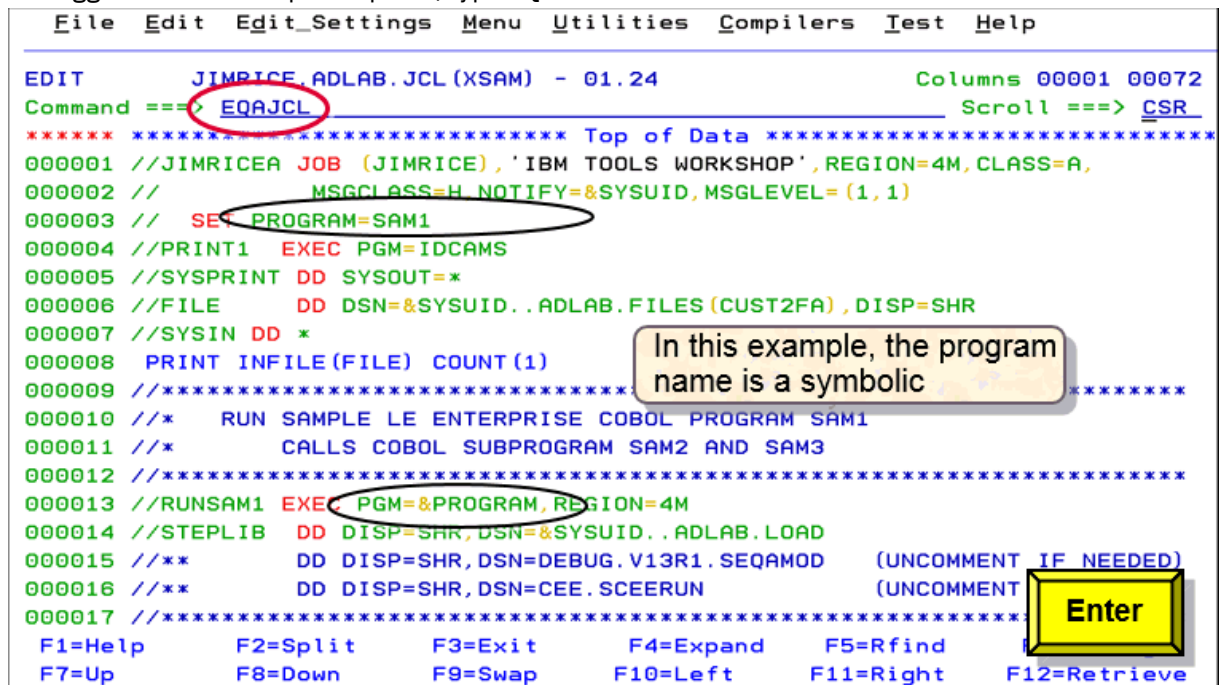 File Edit Edit_Settings Menu Utilities Compilers Test Help
EDIT JIMRICE.ADLAB.JCL(XSAM) - 01.24 Columns 00001 00072
Command ===> EQAJCL Scroll ===> CSR
****** ***************************** Top of Data ******************************
000001 //JIMRICEA JOB (JIMRICE),'IBM TOOLS WORKSHOP',REGION=4M,CLASS=A,
000002 // MSGCLASS=H,NOTIFY=&SYSUID,MSGLEVEL=(1,1)
000003 // SET PROGRAM=SAM1
000004 //PRINT1 EXEC PGM=IDCAMS
000005 //SYSPRINT DD SYSOUT=*
000006 //FILE DD DSN=&SYSUID..ADLAB.FILES(CUST2FA),DISP=SHR
000007 //SYSIN DD *
000008 PRINT INFILE(FILE) COUNT(1)
In this example, the program
name is a symbolic
000009 //*******************************************************************
000010 //* RUN SAMPLE LE ENTERPRISE COBOL PROGRAM SAM1
000011 //* CALLS COBOL SUBPROGRAM SAM2 AND SAM3
000012 //*******************************************************************
000013 //RUNSAM1 EXEC PGM=&PROGRAM,REGION=4M
000014 //STEPLIB DD DISP=SHR,DSN=&SYSUID..ADLAB.LOAD
000015 //** DD DISP=SHR,DSN=DEBUG.V13R1.SEQAMOD (UNCOMMENT IF NEEDED)
000016 //** DD DISP=SHR,DSN=CEE.SCEERUN (UNCOMMENT
000017 //*********************************************************
Enter
F1=Help F2=Split F3=Exit F4=Expand F5=Rfind
F7=Up F8=Down F9=Swap F10=Left F11=Right F12=Retrieve